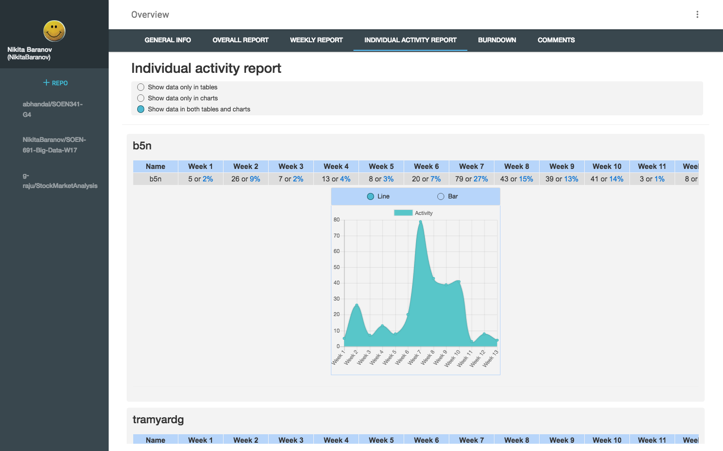 Overview
Nikita Baranov
(NikitaBaranov)
+ REPO
abhandal/SOEN341-
G4
NikitaBaranov/SOEN-
691-Big-Data-W17
g-
raju/StockMarketAnalysis
GENERAL INFO OVERALL REPORT WEEKLY REPORT INDIVIDUAL ACTIVITY REPORT BURNDOWN COMMENTS
Individual activity report
Show data only in tables
Show data only in charts
Show data in both tables and charts
b5n
Name Week 1 Week 2 Week 3 Week 4 Week 5 Week 6 Week 7 Week 8 Week 9 Week 10 Week 11 Wee
b5n 5 or 2% 26 or 9% 7 or 2% 13 or 4% 8 or 3% 20 or 7% 79 or 27% 43 or 15% 39 or 13% 41 or 14% 3 or 1% 8 or
Line Bar
Activity
80
70
60
50
40
30
20
10
0
Week 1 Week 2 Week 3 Week 4 Week 5 Week 6 Week 7 Week 8 Week 9 Week 10 Week 11 Week 12 Week 13
tramyardg
Name Week 1 Week 2 Week 3 Week 4 Week 5 Week 6 Week 7 Week 8 Week 9 Week 10 Week 11 Wee